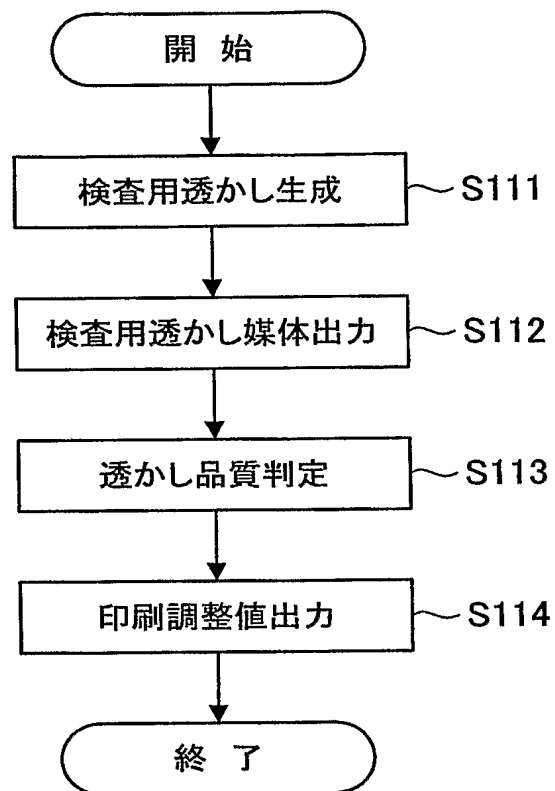 開 始
検査用透かし生成 S111
検査用透かし媒体出力 S112
透かし品質判定 S113
印刷調整値出力 S114
終 了